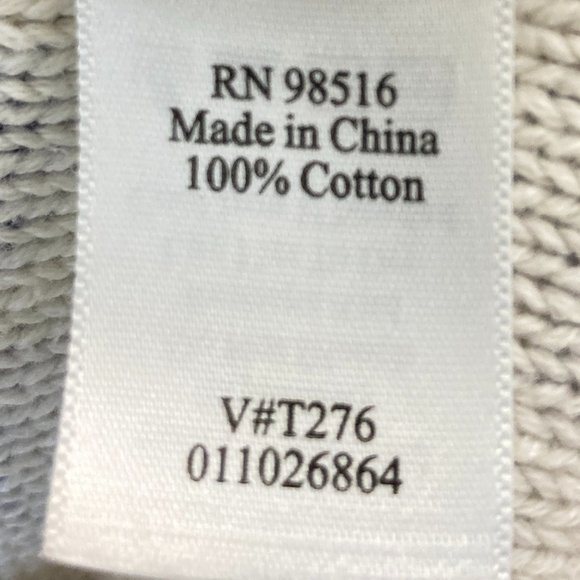 RN 98516
Made in China
100% Cotton
V#T276
011026864